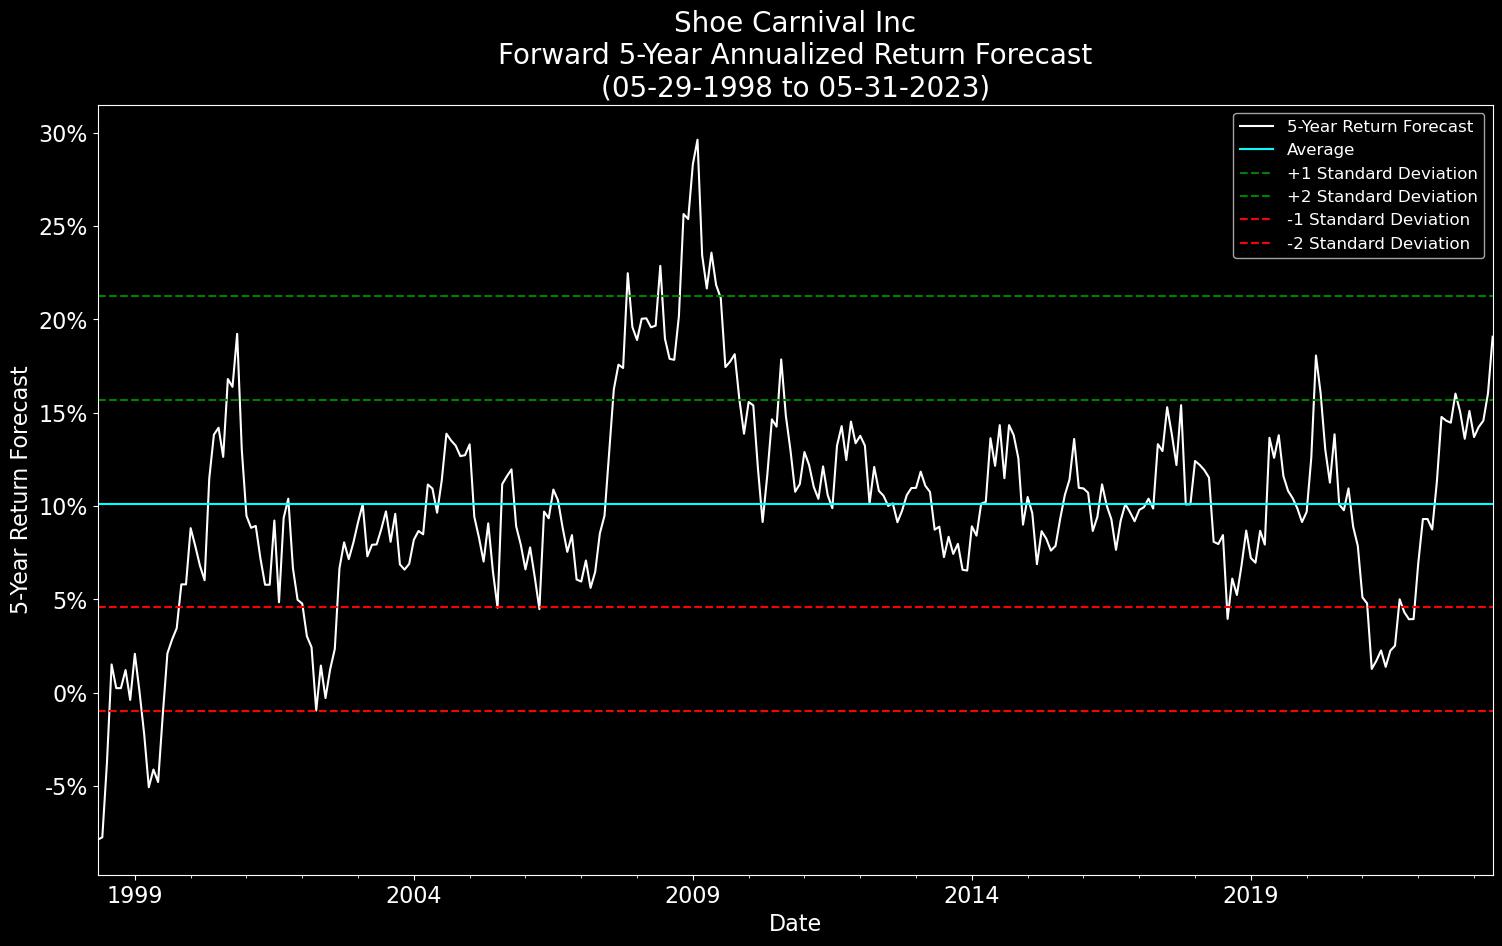 Shoe Carnival Inc
Forward 5-Year Annualized Return Forecast
(05-29-1998 to 05-31-2023)
5-Year Return Forecast
Average
+1 Standard Deviation
+2 Standard Deviation
-1 Standard Deviation
-2 Standard Deviation
30%
25%
20%
15%
10%
5%
0%
-5%
5-Year Return Forecast
1999
2004
2009
2014
2019
Date